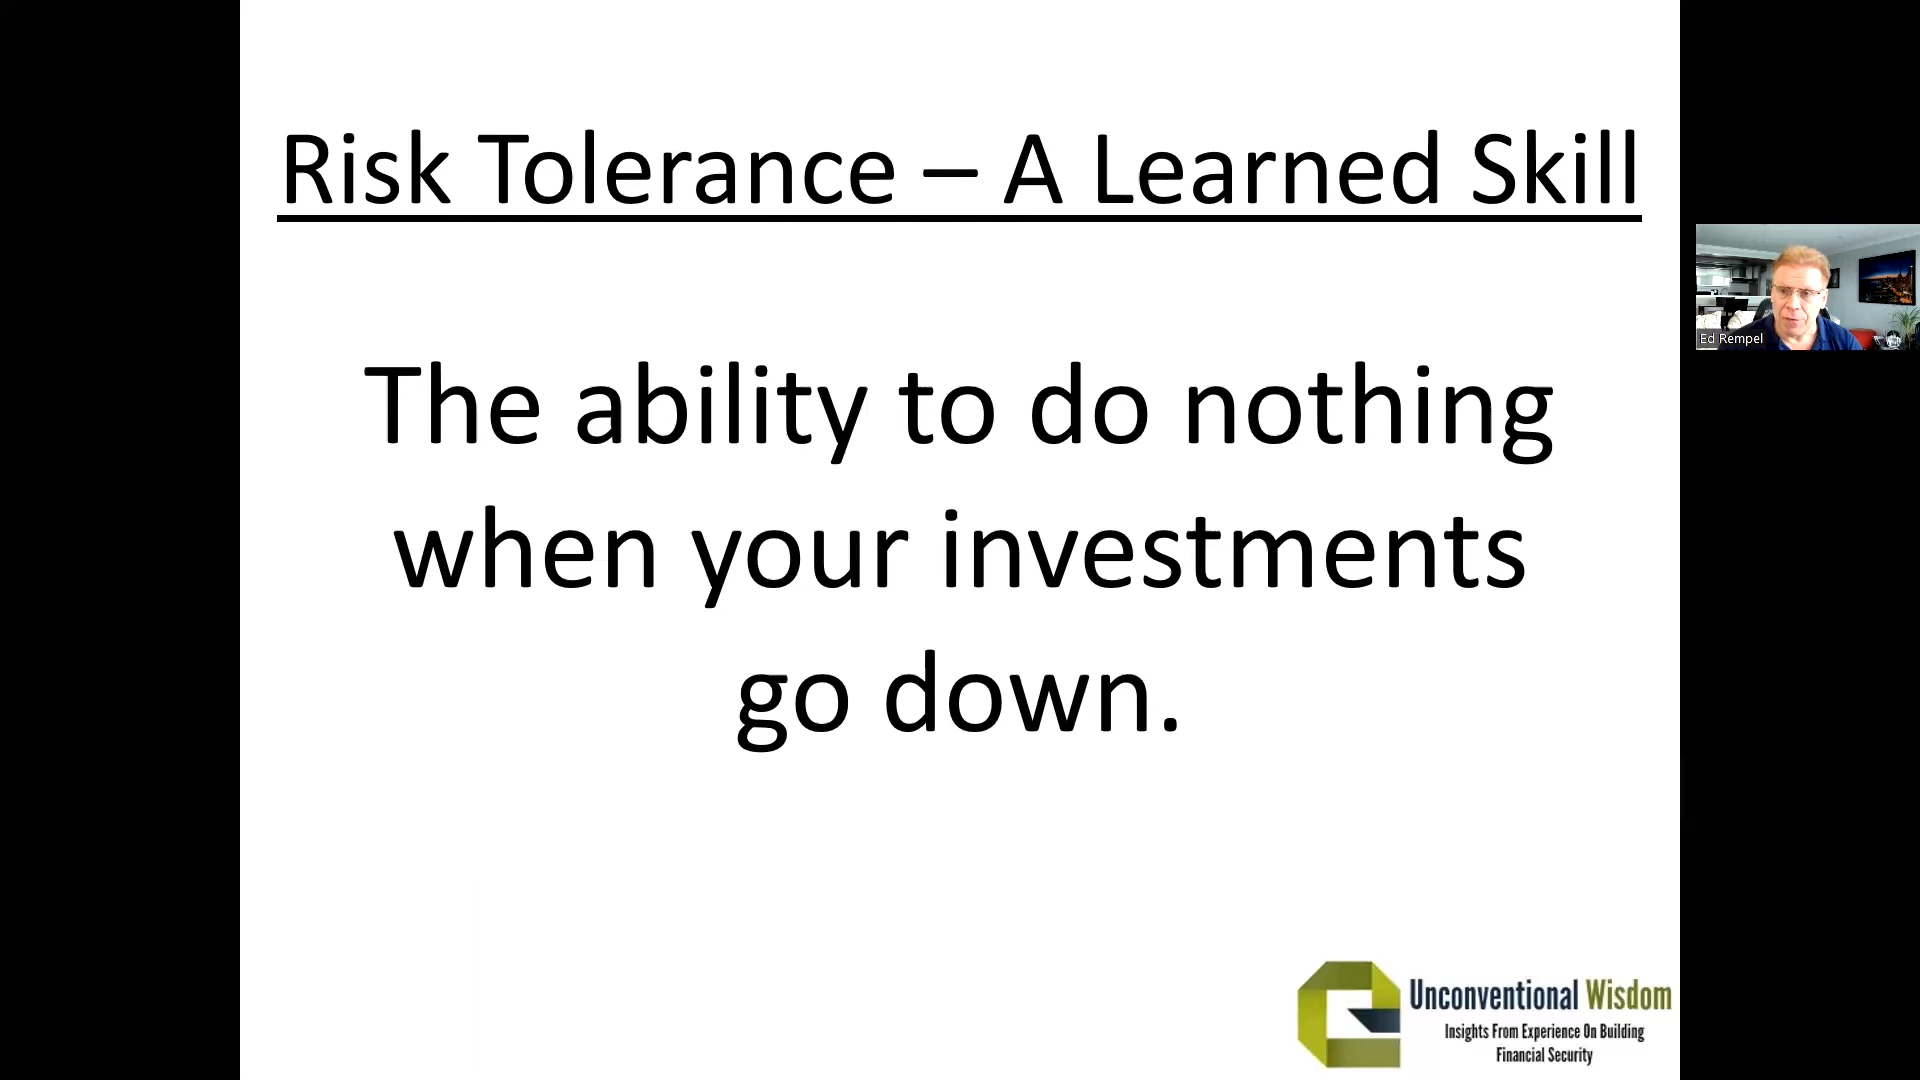 Risk Tolerance – A Learned Skill
The ability to do nothing
when your investments
go down.
Ed Rempel
Unconventional Wisdom
Insights From Experience On Building
Financial Security